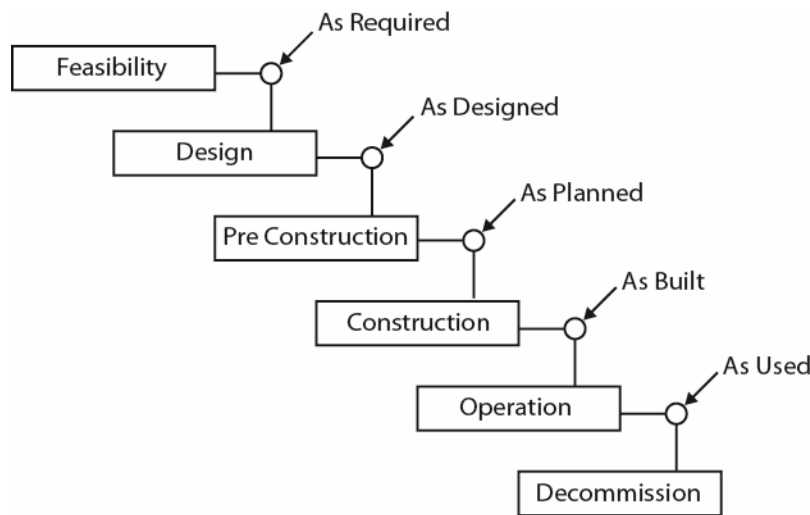 As Required
Feasibility
As Designed
Design
As Planned
Pre Construction
As Built
Construction
As Used
Operation
Decommission